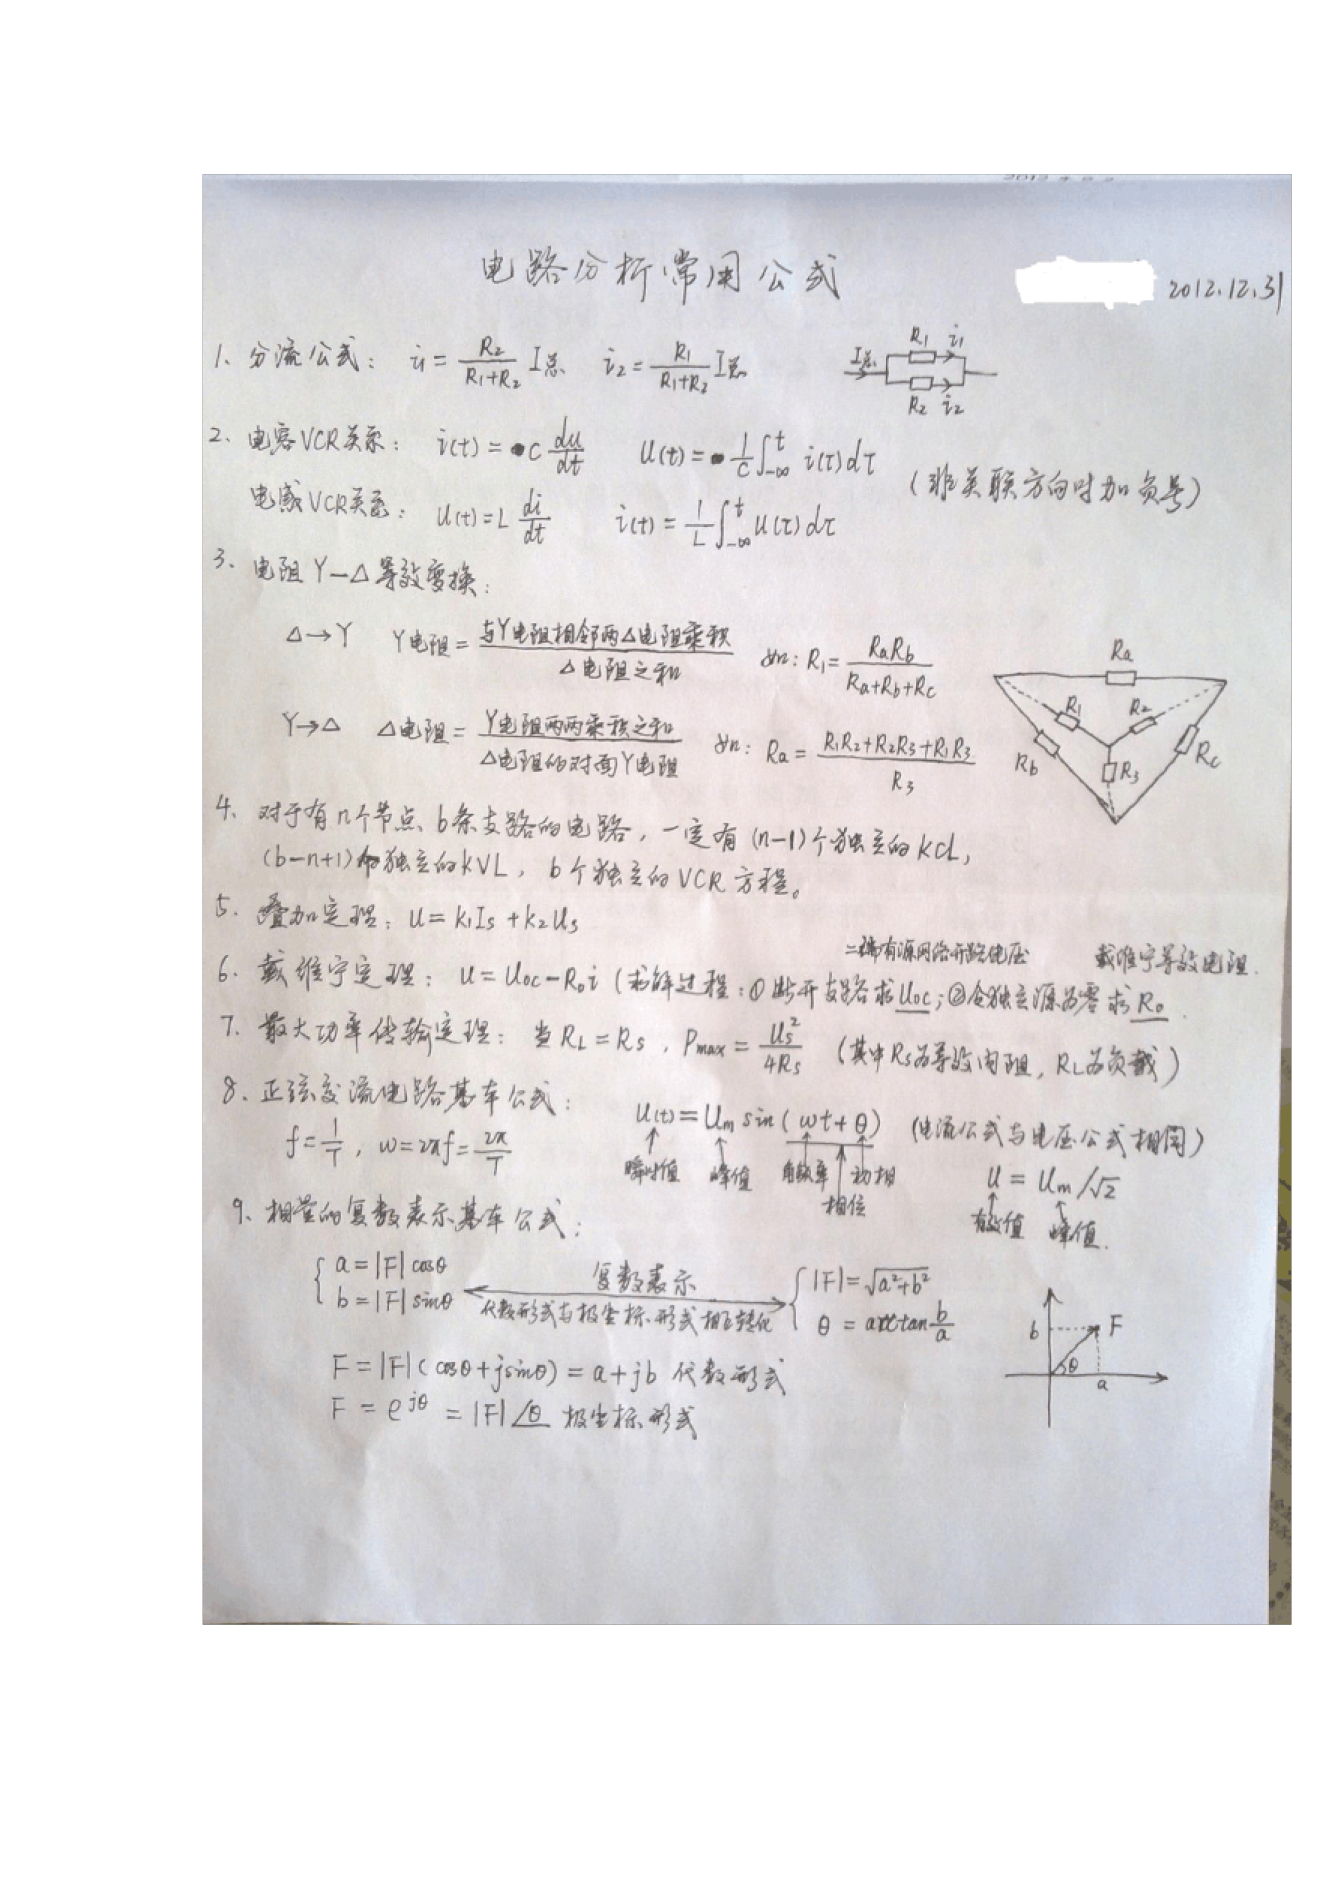 电路分析常用公式
2012.12.31
1、分流公式： i₁ = R₂/(R₁+R₂) I总 i₂ = R₁/(R₁+R₂) I总
I总 R₁ i₁ R₂ i₂
2、电容VCR关系： i(t) = C du/dt u(t) = 1/C ∫_{-∞}^{t} i(τ)dτ
（非关联方向时加负号）
电感VCR关系： u(t) = L di/dt i(t) = 1/L ∫_{-∞}^{t} u(τ)dτ
3、电阻Y—△等效变换：
△→Y Y电阻 = 与Y电阻相邻两△电阻乘积/△电阻之和 如：R₁ = RaRb/(Ra+Rb+Rc)
Y→△ △电阻 = Y电阻两两乘积之和/△电阻的对面Y电阻 如： Ra = (R₁R₂+R₂R₃+R₁R₃)/R₃
Ra R₁ R₂ Rb R₃ Rc
4、对于有n个节点、b条支路的电路，一定有(n-1)个独立的KCL,
(b-n+1)个独立的KVL，b个独立的VCR方程。
5、叠加定理：u = k₁Is + k₂Us
二端有源网络开路电压 戴维宁等效电阻.
6、戴维宁定理： u = uoc - R₀i (求解过程：①断开支路求uoc；②令独立源为零求R₀.
7、最大功率传输定理：当RL = Rs，Pmax = Us²/4Rs （其中Rs为等效内阻，RL为负载）
8、正弦交流电路基本公式：
u(t) = Um sin(ωt+θ) (电流公式与电压公式相同)
f = 1/T，ω = 2πf = 2π/T
瞬时值 峰值 角频率 初相
相位
U = Um/√2
有效值 峰值.
9、相量的复数表示基本公式：
a = |F| cosθ
b = |F| sinθ
复数表示
代数形式与极坐标形式相互转化
|F| = √(a²+b²)
θ = arctan b/a
b F θ a
F = |F|(cosθ+jsinθ) = a+jb 代数形式
F = e^{jθ} = |F|∠θ 极坐标形式